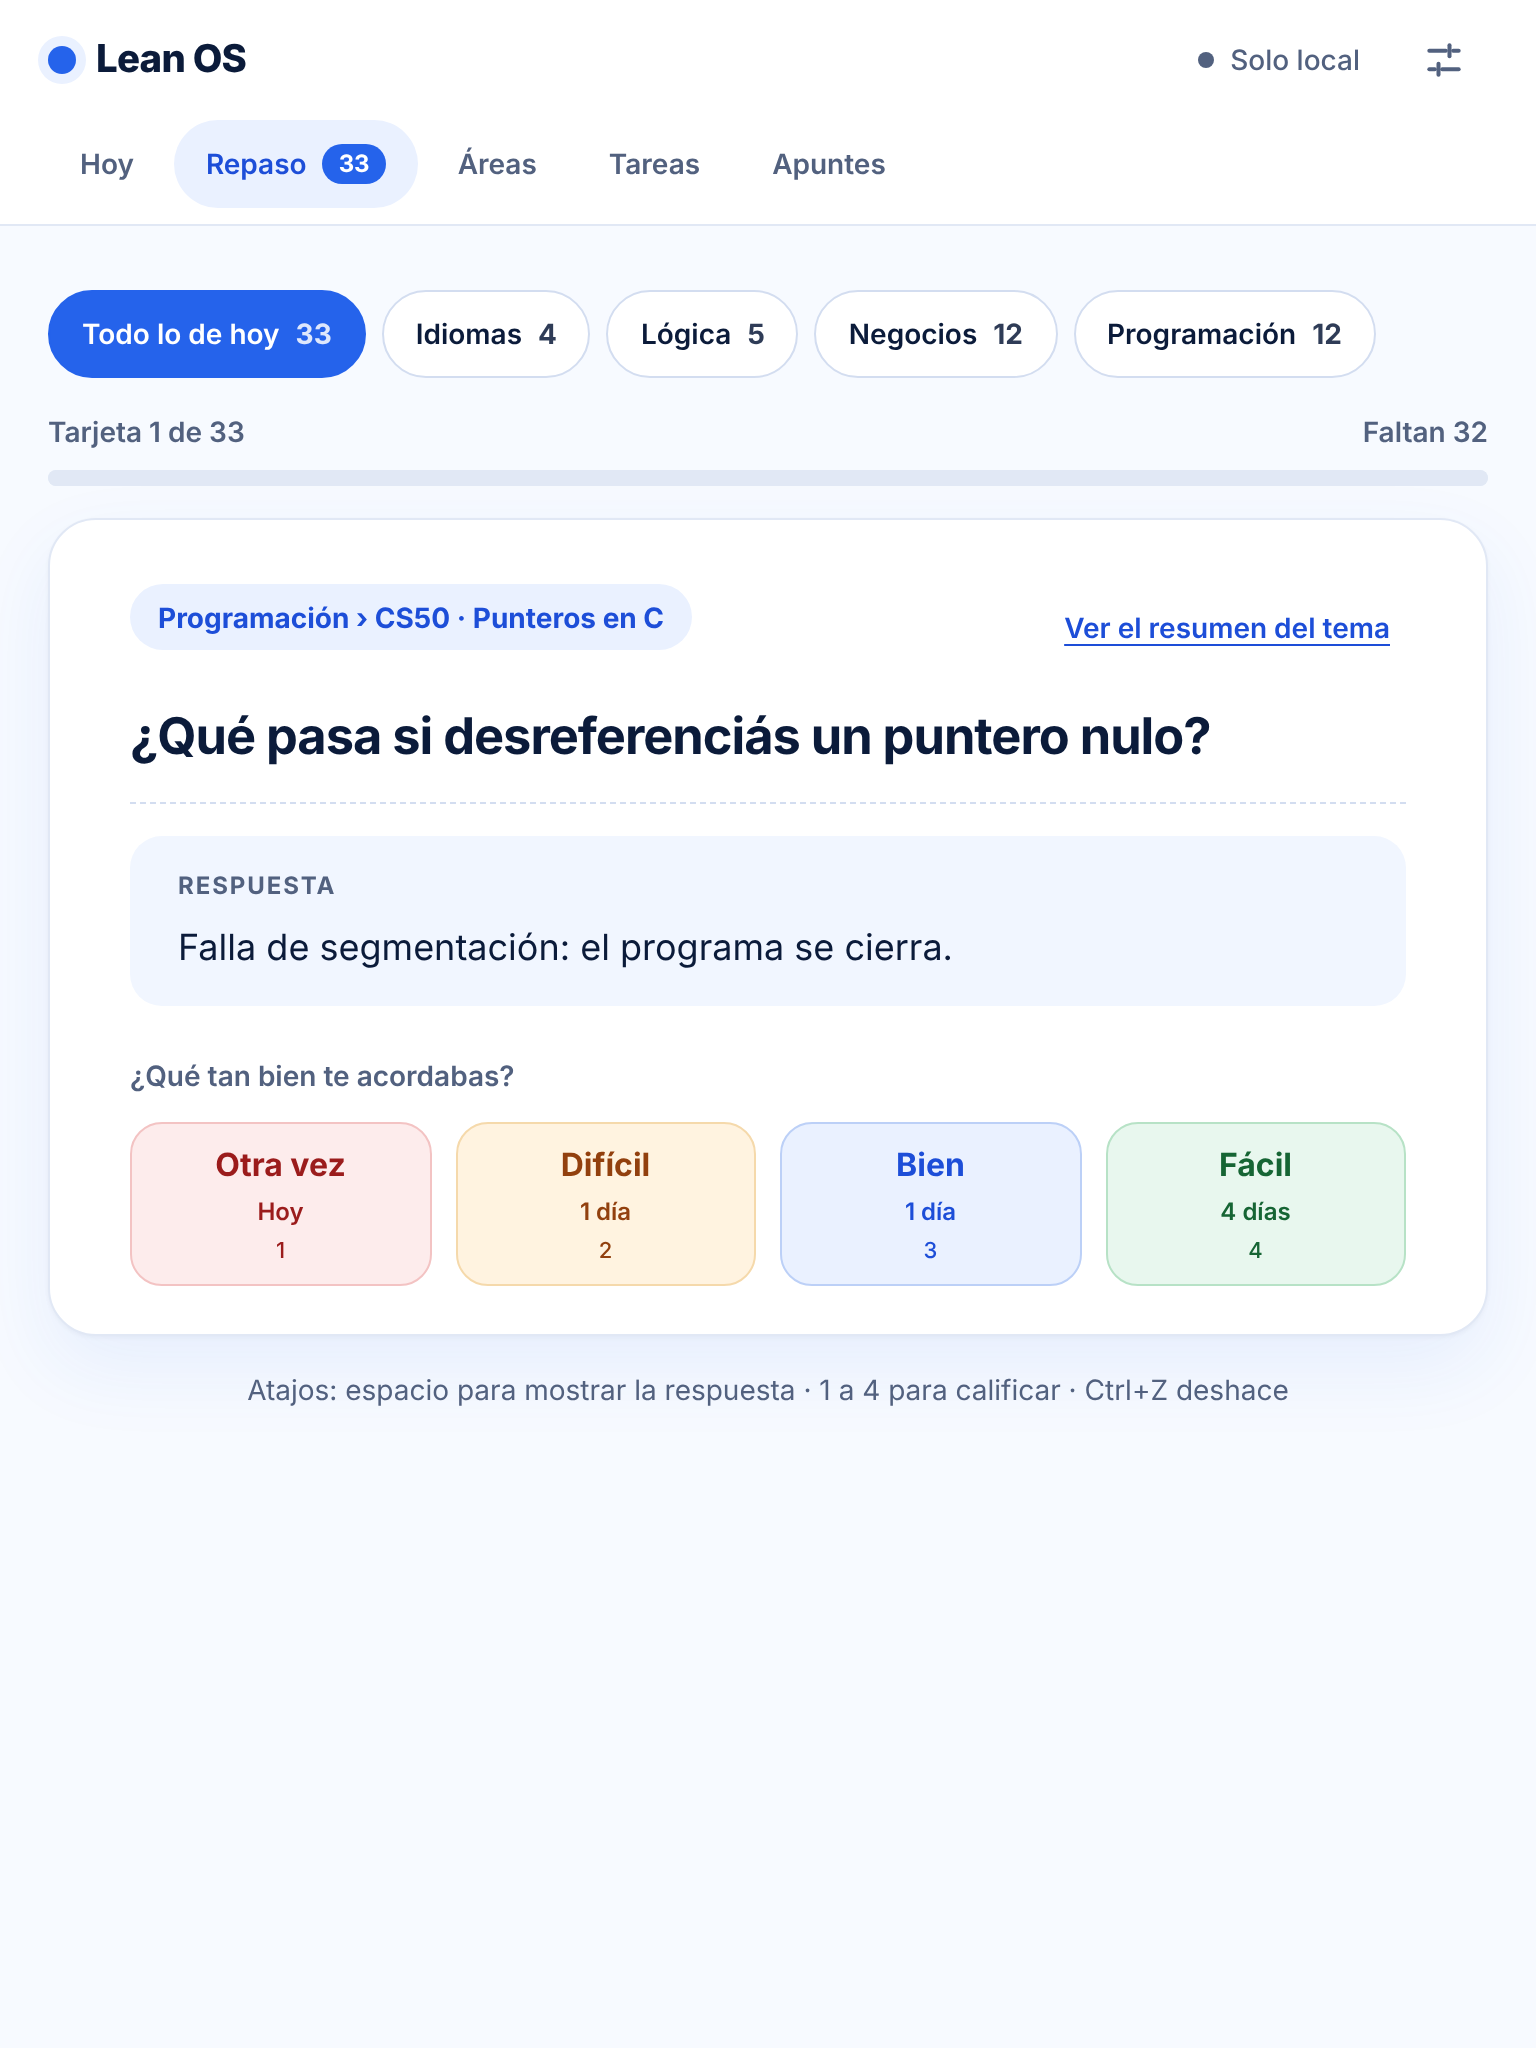 Lean OS
Solo local
Hoy
Repaso 33
Áreas
Tareas
Apuntes
Todo lo de hoy 33
Idiomas 4
Lógica 5
Negocios 12
Programación 12
Tarjeta 1 de 33
Faltan 32
Programación › CS50 · Punteros en C
Ver el resumen del tema
¿Qué pasa si desreferenciás un puntero nulo?
RESPUESTA
Falla de segmentación: el programa se cierra.
¿Qué tan bien te acordabas?
Otra vez
Hoy
1
Difícil
1 día
2
Bien
1 día
3
Fácil
4 días
4
Atajos: espacio para mostrar la respuesta · 1 a 4 para calificar · Ctrl+Z deshace